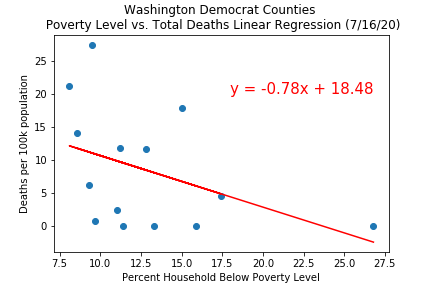 Washington Democrat Counties
Poverty Level vs. Total Deaths Linear Regression (7/16/20)
y = -0.78x + 18.48
Deaths per 100k population
25
20
15
10
5
0
7.5 10.0 12.5 15.0 17.5 20.0 22.5 25.0 27.5
Percent Household Below Poverty Level